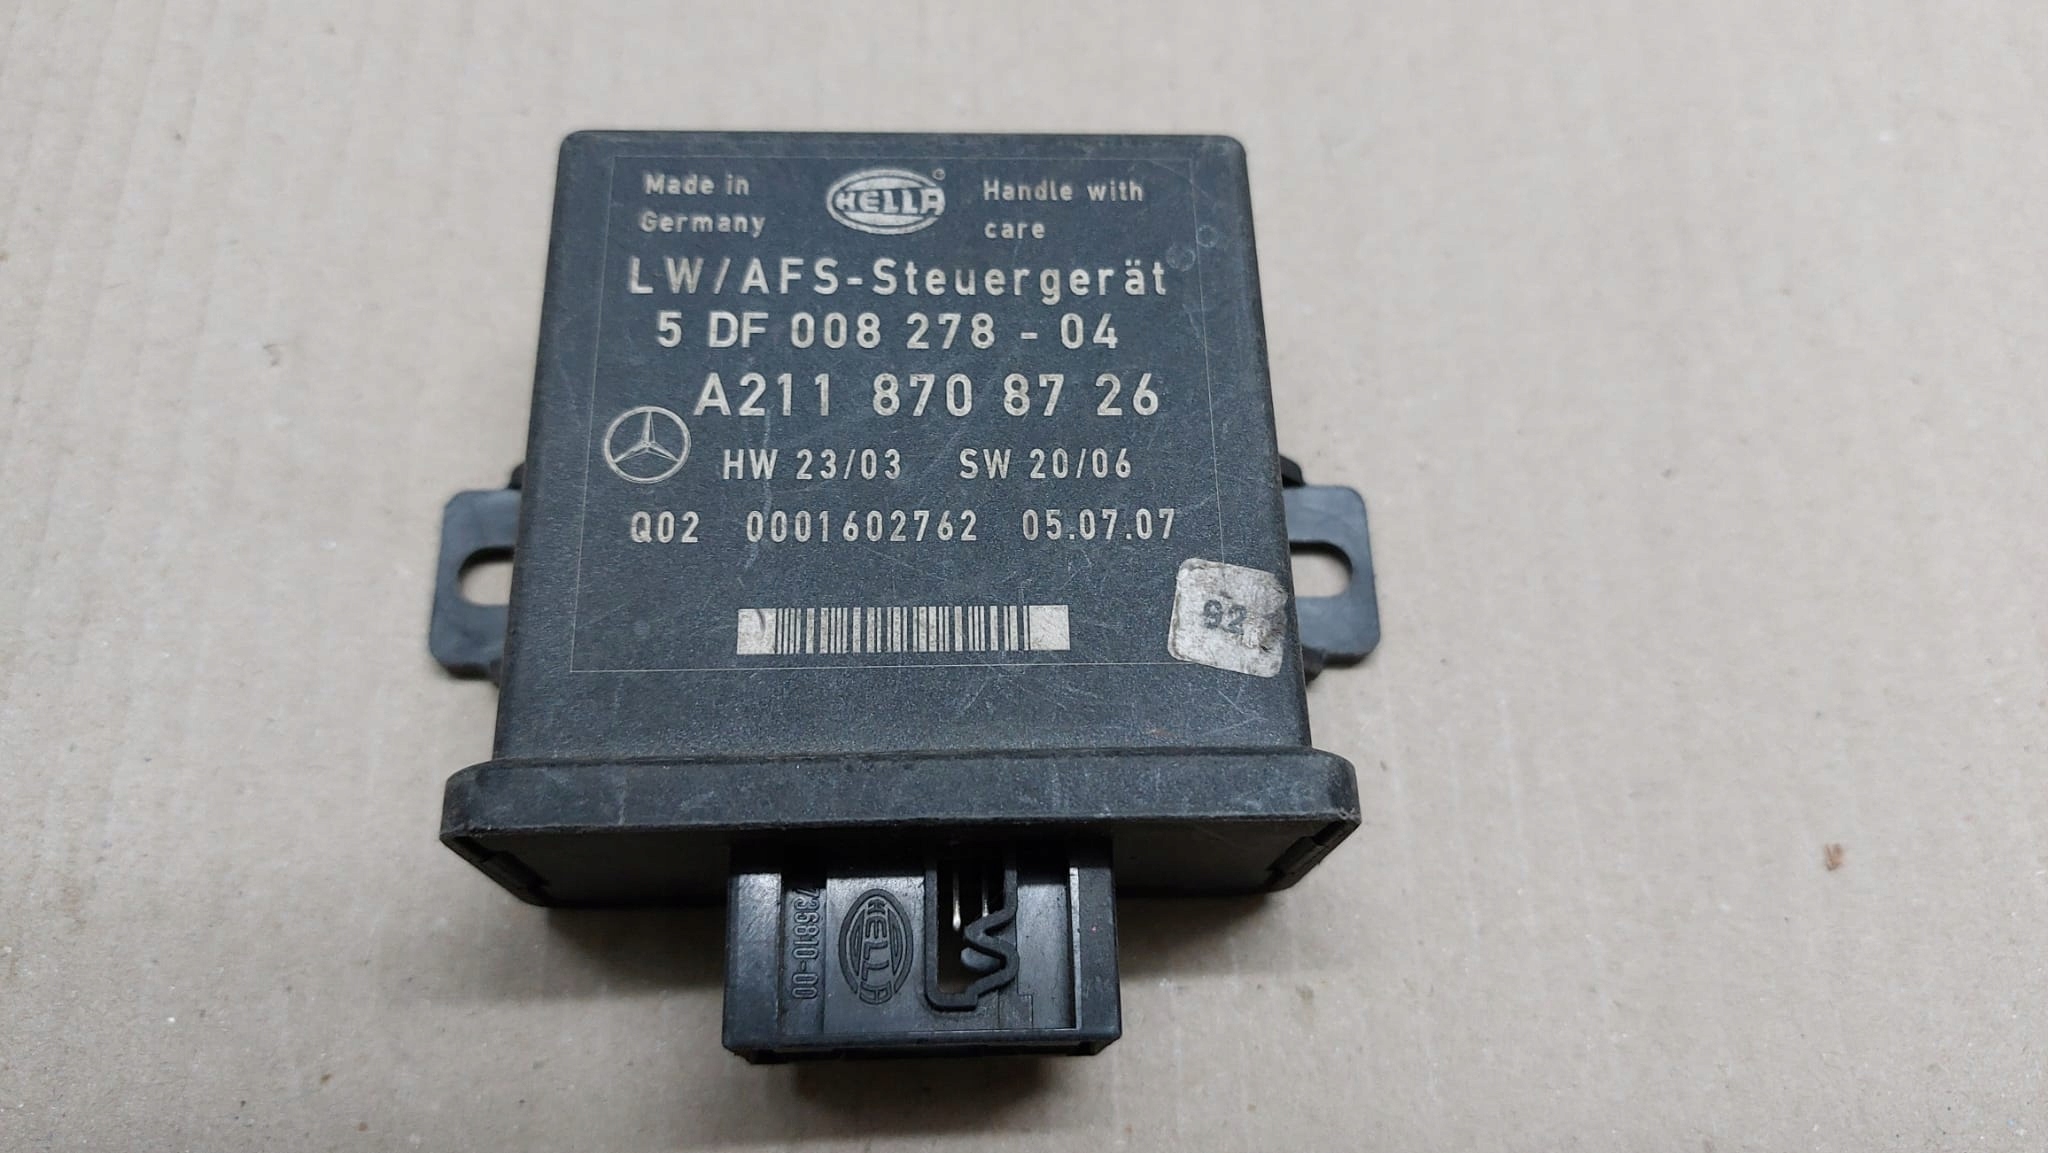 Made in
Germany
HELLA
Handle with
care
LW/AFS-Steuergerät
5 DF 008 278 - 04
A211 870 87 26
HW 23/03 SW 20/06
Q02 0001602762 05.07.07
92
736810-00
HELLA